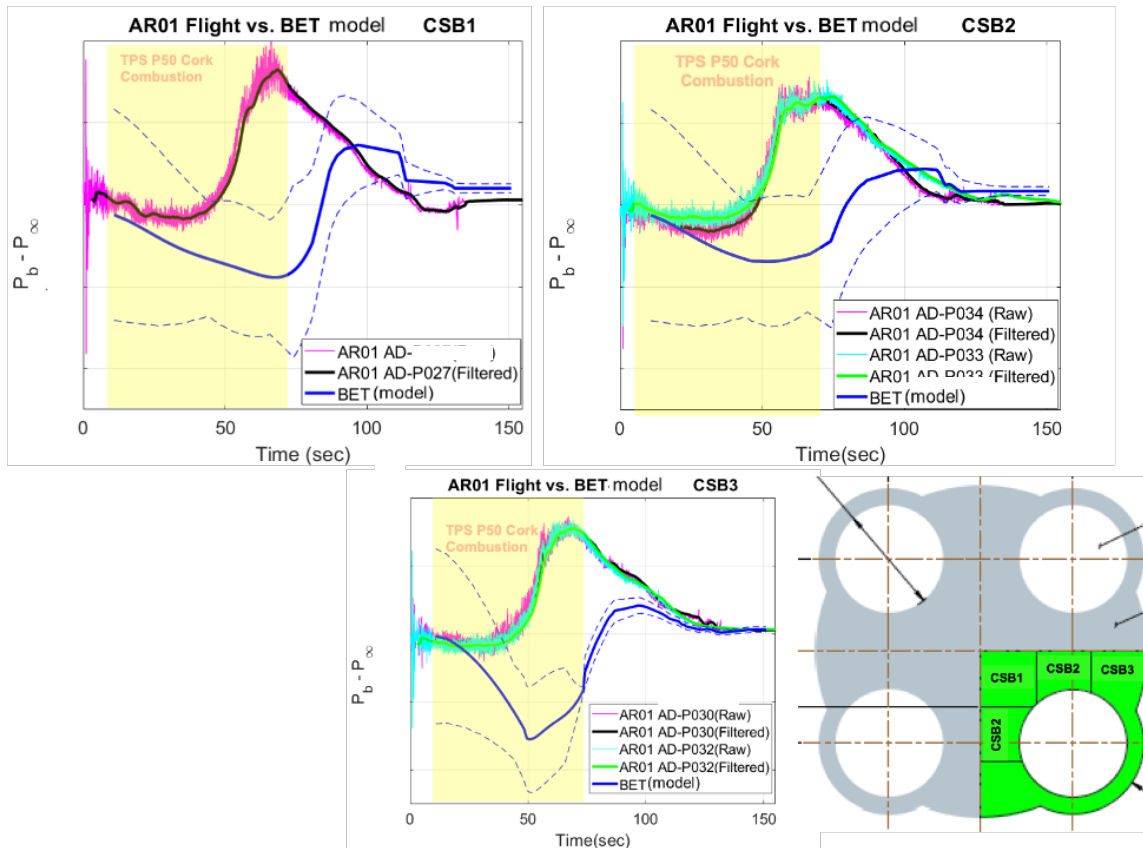 AR01 Flight vs. BET model CSB1
TPS P50 Cork
Combustion
P_b - P_∞
AR01 AD-
AR01 AD-P027(Filtered)
BET (model)
0 50 100 150
Time (sec)
AR01 Flight vs. BET model CSB2
TPS P50 Cork
Combustion
P_b - P_∞
AR01 AD-P034 (Raw)
AR01 AD-P034 (Filtered)
AR01 AD-P033 (Raw)
AR01 AD-P033 (Filtered)
BET (model)
0 50 100 150
Time(sec)
AR01 Flight vs. BET model CSB3
TPS P50 Cork
Combustion
P_b - P_∞
AR01 AD-P030(Raw)
AR01 AD-P030(Filtered)
AR01 AD-P032(Raw)
AR01 AD-P032(Filtered)
BET (model)
0 50 100 150
Time(sec)
CSB1 CSB2 CSB3
CSB2